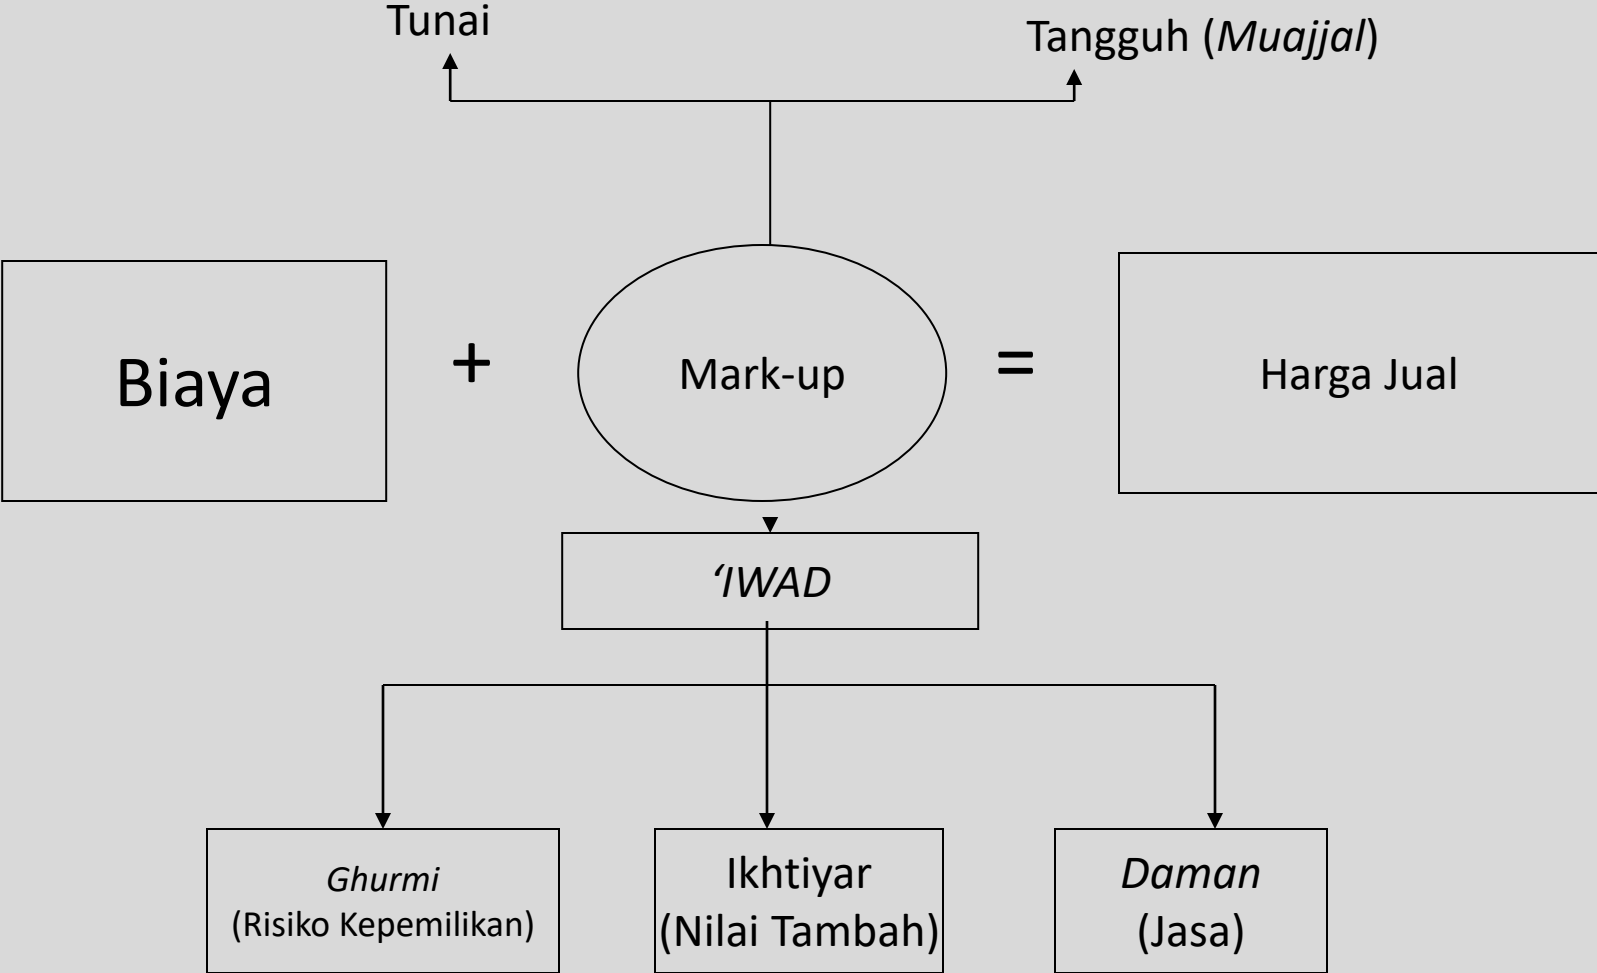 Tunai
Tangguh (Muajjal)
Biaya
+
Mark-up
=
Harga Jual
‘IWAD
Ghurmi
(Risiko Kepemilikan)
Ikhtiyar
(Nilai Tambah)
Daman
(Jasa)